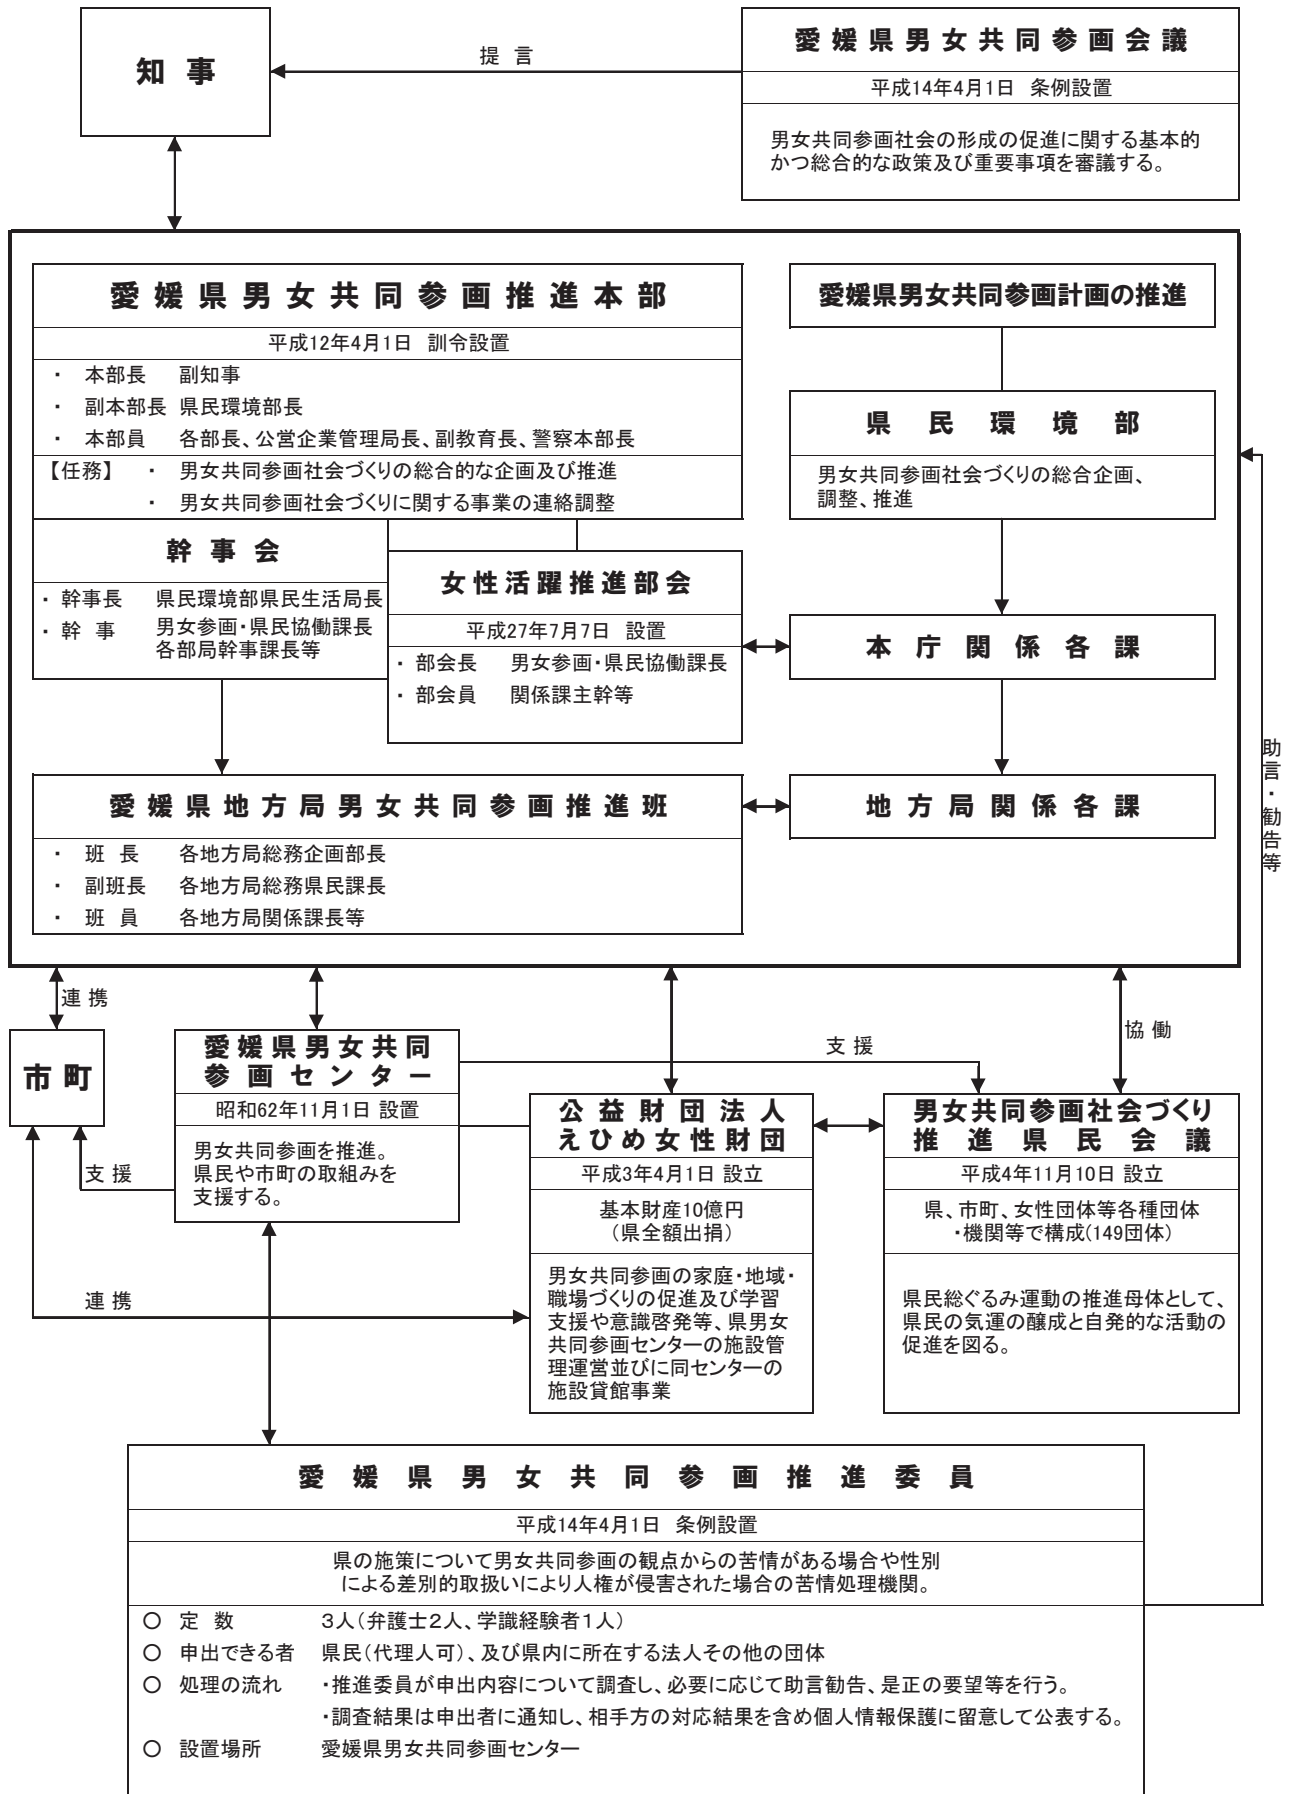 知事
提言
愛媛県男女共同参画会議
平成14年4月1日 条例設置
男女共同参画社会の形成の促進に関する基本的
かつ総合的な政策及び重要事項を審議する。
愛媛県男女共同参画推進本部
平成12年4月1日 訓令設置
・ 本部長 副知事
・ 副本部長 県民環境部長
・ 本部員 各部長、公営企業管理局長、副教育長、警察本部長
【任務】 ・ 男女共同参画社会づくりの総合的な企画及び推進
・ 男女共同参画社会づくりに関する事業の連絡調整
幹事会
・ 幹事長 県民環境部県民生活局長
・ 幹 事 男女参画・県民協働課長
各部局幹事課長等
女性活躍推進部会
平成27年7月7日 設置
・ 部会長 男女参画・県民協働課長
・ 部会員 関係課主幹等
愛媛県男女共同参画計画の推進
県民環境部
男女共同参画社会づくりの総合企画、
調整、推進
本庁関係各課
愛媛県地方局男女共同参画推進班
・ 班 長 各地方局総務企画部長
・ 副班長 各地方局総務県民課長
・ 班 員 各地方局関係課長等
地方局関係各課
助言・勧告等
連携
協働
市町
愛媛県男女共同
参画センター
昭和62年11月1日 設置
男女共同参画を推進。
県民や市町の取組みを
支援する。
支援
支援
連携
公益財団法人
えひめ女性財団
平成3年4月1日 設立
基本財産10億円
（県全額出捐）
男女共同参画の家庭・地域・
職場づくりの促進及び学習
支援や意識啓発等、県男女
共同参画センターの施設管
理運営並びに同センターの
施設貸館事業
男女共同参画社会づくり
推進県民会議
平成4年11月10日 設立
県、市町、女性団体等各種団体
・機関等で構成(149団体)
県民総ぐるみ運動の推進母体として、
県民の気運の醸成と自発的な活動の
促進を図る。
愛媛県男女共同参画推進委員
平成14年4月1日 条例設置
県の施策について男女共同参画の観点からの苦情がある場合や性別
による差別的取扱いにより人権が侵害された場合の苦情処理機関。
〇 定 数 3人（弁護士2人、学識経験者1人）
〇 申出できる者 県民（代理人可）、及び県内に所在する法人その他の団体
〇 処理の流れ ・推進委員が申出内容について調査し、必要に応じて助言勧告、是正の要望等を行う。
・調査結果は申出者に通知し、相手方の対応結果を含め個人情報保護に留意して公表する。
〇 設置場所 愛媛県男女共同参画センター